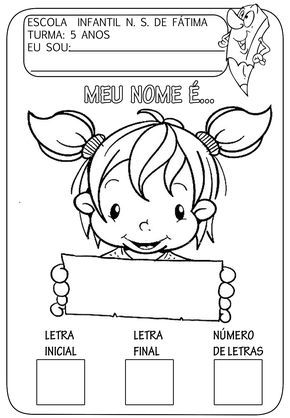 ESCOLA INFANTIL N. S. DE FÁTIMA
TURMA: 5 ANOS
EU SOU:
MEU NOME É...
LETRA INICIAL
LETRA FINAL
NÚMERO DE LETRAS